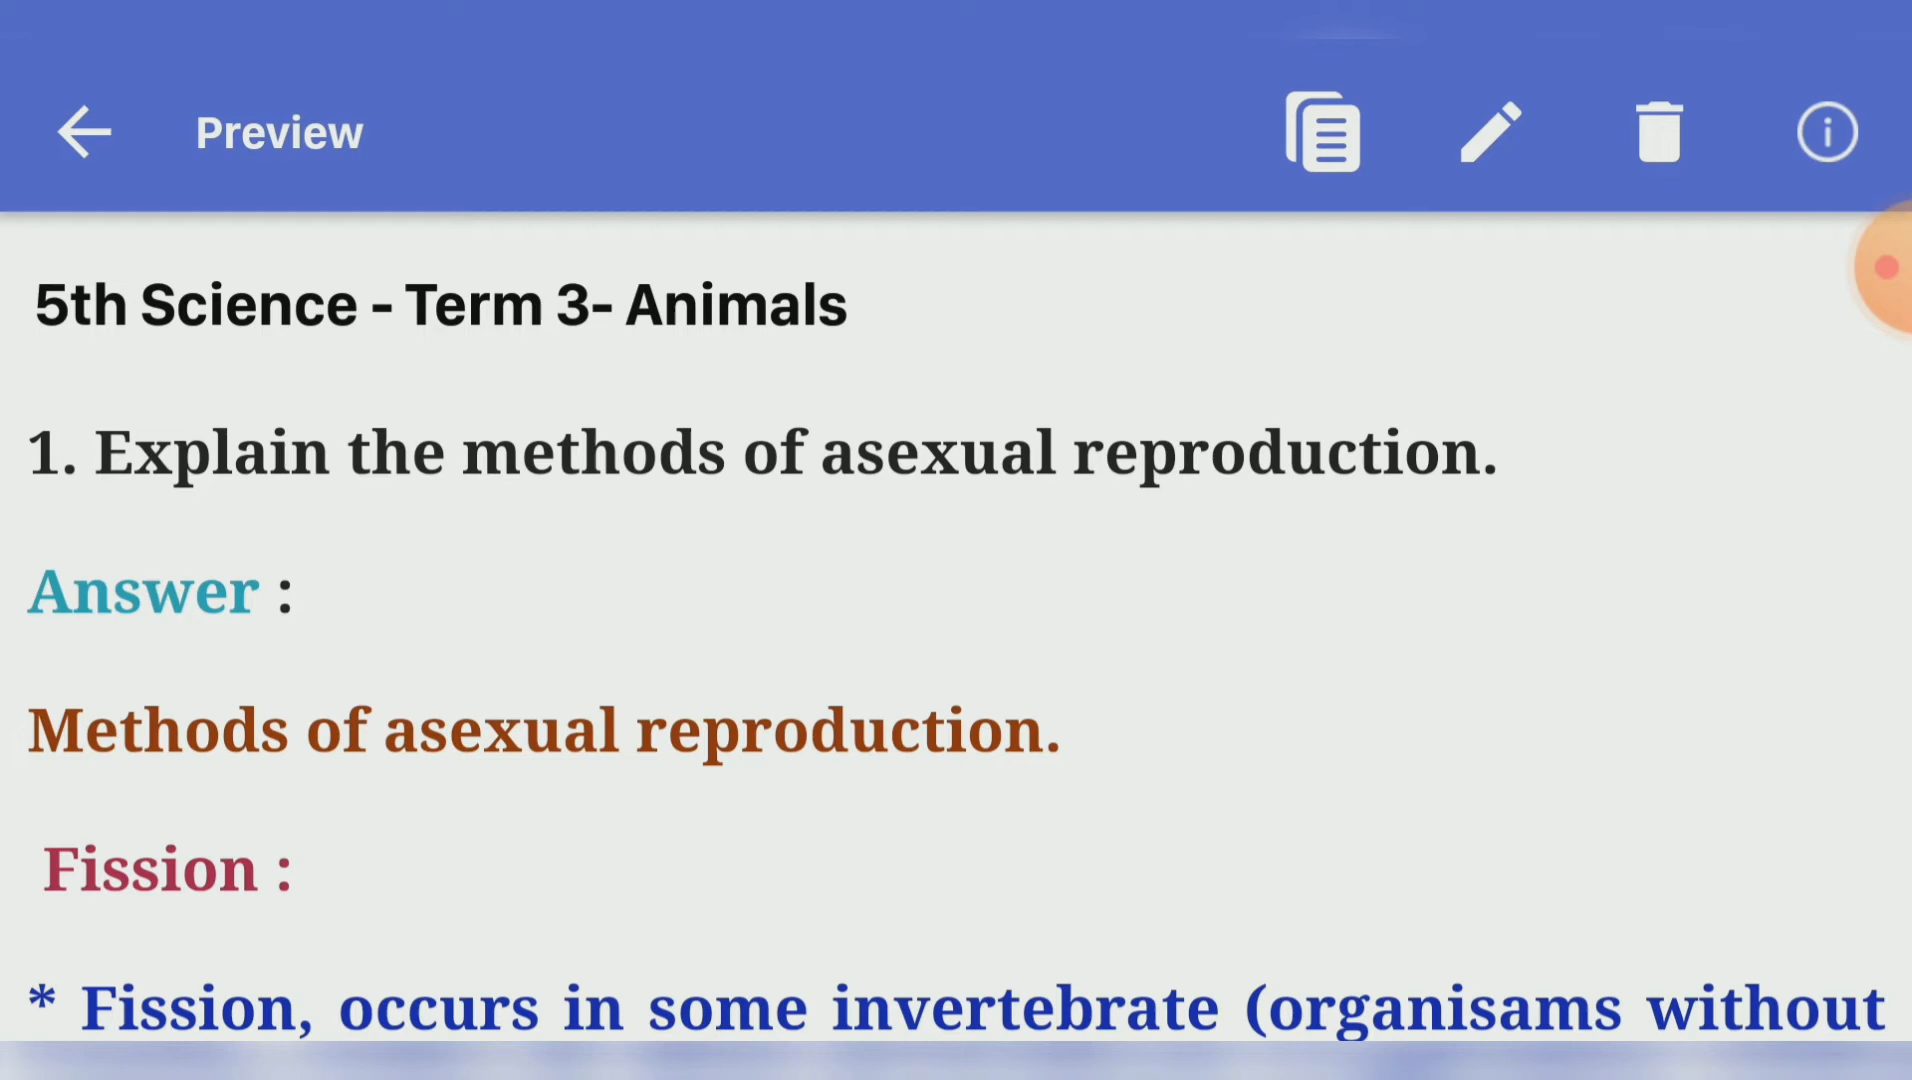 Preview
5th Science - Term 3- Animals
1. Explain the methods of asexual reproduction.
Answer :
Methods of asexual reproduction.
Fission :
* Fission, occurs in some invertebrate (organisams without